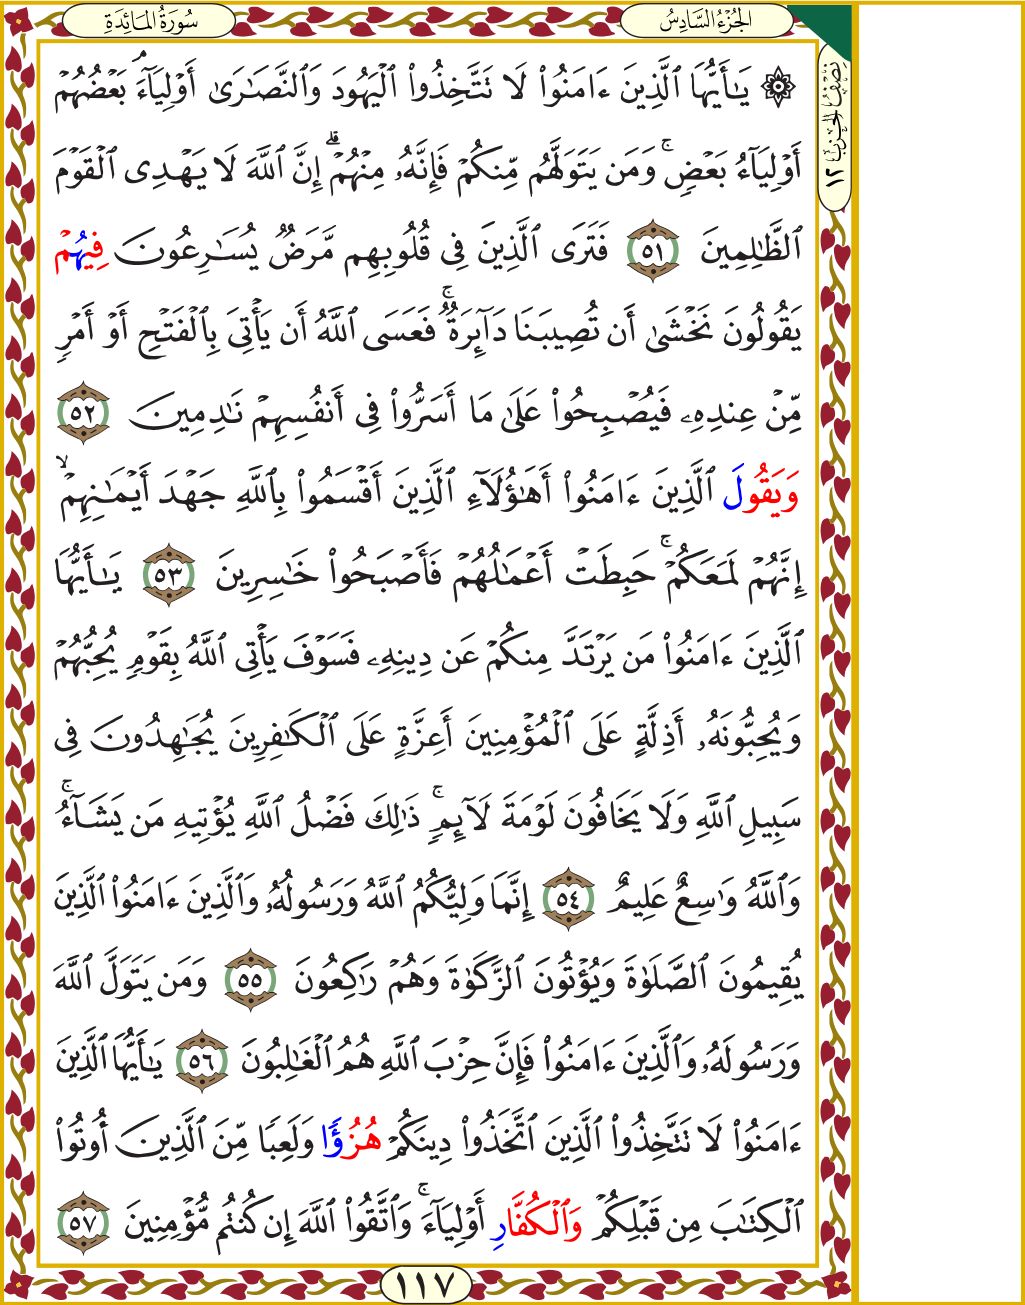 سُورَةُ المَائِدَةِ
الجُزْءُ السَّادِسُ
نِصْفُ الحِزْب ١٢
۞ يَـٰٓأَيُّهَا ٱلَّذِينَ ءَامَنُوا۟ لَا تَتَّخِذُوا۟ ٱلْيَهُودَ وَٱلنَّصَـٰرَىٰٓ أَوْلِيَآءَ ۘ بَعْضُهُمْ
أَوْلِيَآءُ بَعْضٍ ۚ وَمَن يَتَوَلَّهُم مِّنكُمْ فَإِنَّهُۥ مِنْهُمْ ۗ إِنَّ ٱللَّهَ لَا يَهْدِى ٱلْقَوْمَ
ٱلظَّـٰلِمِينَ ٥١ فَتَرَى ٱلَّذِينَ فِى قُلُوبِهِم مَّرَضٌ يُسَـٰرِعُونَ فِيهُمْ
يَقُولُونَ نَخْشَىٰٓ أَن تُصِيبَنَا دَآئِرَةٌ ۚ فَعَسَى ٱللَّهُ أَن يَأْتِىَ بِٱلْفَتْحِ أَوْ أَمْرٍ
مِّنْ عِندِهِۦ فَيُصْبِحُوا۟ عَلَىٰ مَآ أَسَرُّوا۟ فِىٓ أَنفُسِهِمْ نَـٰدِمِينَ ٥٢
وَيَقُولَ ٱلَّذِينَ ءَامَنُوٓا۟ أَهَـٰٓؤُلَآءِ ٱلَّذِينَ أَقْسَمُوا۟ بِٱللَّهِ جَهْدَ أَيْمَـٰنِهِمْ ۙ
إِنَّهُمْ لَمَعَكُمْ ۚ حَبِطَتْ أَعْمَـٰلُهُمْ فَأَصْبَحُوا۟ خَـٰسِرِينَ ٥٣ يَـٰٓأَيُّهَا
ٱلَّذِينَ ءَامَنُوا۟ مَن يَرْتَدَّ مِنكُمْ عَن دِينِهِۦ فَسَوْفَ يَأْتِى ٱللَّهُ بِقَوْمٍ يُحِبُّهُمْ
وَيُحِبُّونَهُۥٓ أَذِلَّةٍ عَلَى ٱلْمُؤْمِنِينَ أَعِزَّةٍ عَلَى ٱلْكَـٰفِرِينَ يُجَـٰهِدُونَ فِى
سَبِيلِ ٱللَّهِ وَلَا يَخَافُونَ لَوْمَةَ لَآئِمٍ ۚ ذَٰلِكَ فَضْلُ ٱللَّهِ يُؤْتِيهِ مَن يَشَآءُ ۚ
وَٱللَّهُ وَٰسِعٌ عَلِيمٌ ٥٤ إِنَّمَا وَلِيُّكُمُ ٱللَّهُ وَرَسُولُهُۥ وَٱلَّذِينَ ءَامَنُوا۟ ٱلَّذِينَ
يُقِيمُونَ ٱلصَّلَوٰةَ وَيُؤْتُونَ ٱلزَّكَوٰةَ وَهُمْ رَٰكِعُونَ ٥٥ وَمَن يَتَوَلَّ ٱللَّهَ
وَرَسُولَهُۥ وَٱلَّذِينَ ءَامَنُوا۟ فَإِنَّ حِزْبَ ٱللَّهِ هُمُ ٱلْغَـٰلِبُونَ ٥٦ يَـٰٓأَيُّهَا ٱلَّذِينَ
ءَامَنُوا۟ لَا تَتَّخِذُوا۟ ٱلَّذِينَ ٱتَّخَذُوا۟ دِينَكُمْ هُزُؤًا وَلَعِبًا مِّنَ ٱلَّذِينَ أُوتُوا۟
ٱلْكِتَـٰبَ مِن قَبْلِكُمْ وَٱلْكُفَّارِ أَوْلِيَآءَ ۚ وَٱتَّقُوا۟ ٱللَّهَ إِن كُنتُم مُّؤْمِنِينَ ٥٧
١١٧